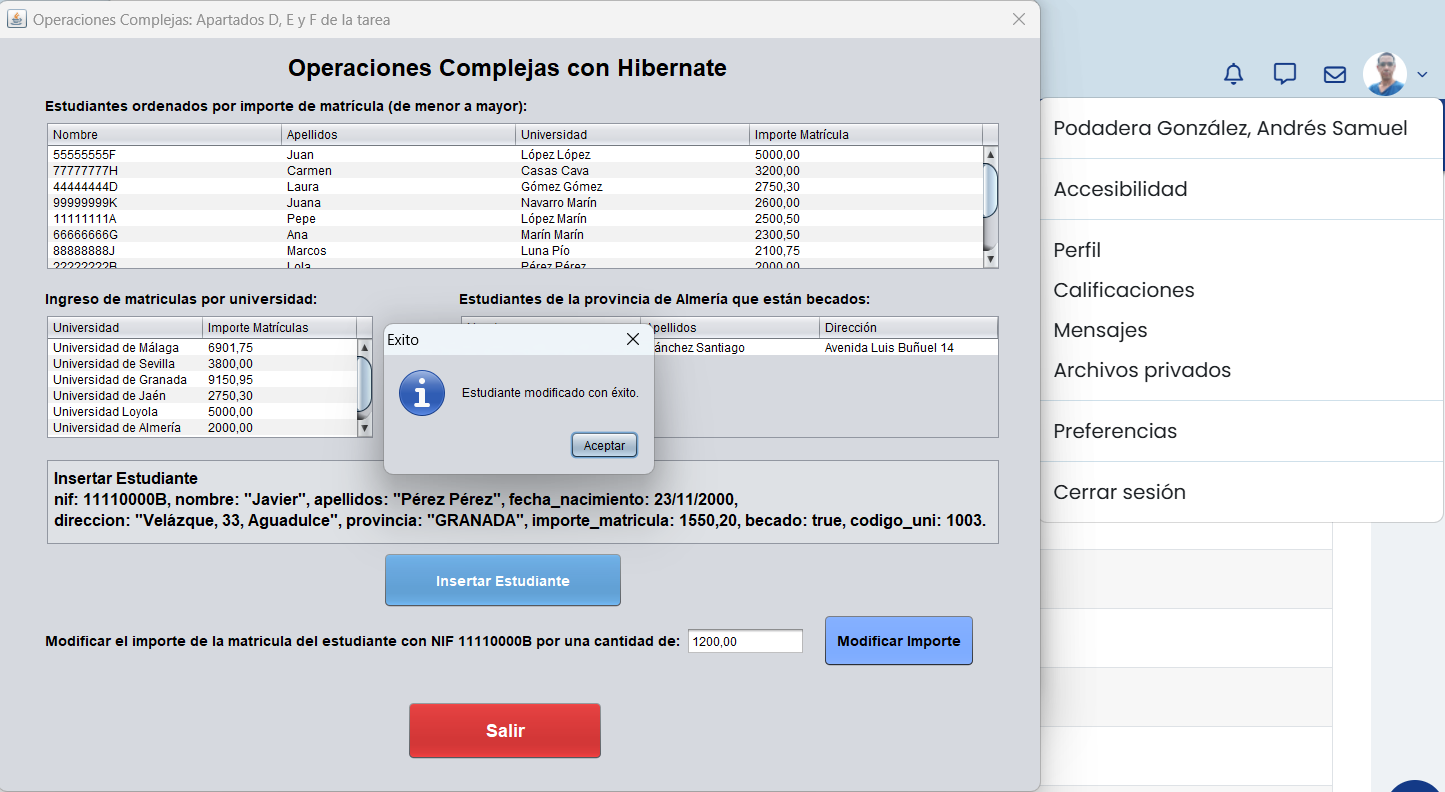 Operaciones Complejas: Apartados D, E y F de la tarea
Operaciones Complejas con Hibernate
Estudiantes ordenados por importe de matrícula (de menor a mayor):
Nombre Apellidos Universidad Importe Matrícula
55555555F Juan López López 5000,00
77777777H Carmen Casas Cava 3200,00
44444444D Laura Gómez Gómez 2750,30
99999999K Juana Navarro Marín 2600,00
11111111A Pepe López Marín 2500,50
66666666G Ana Marín Marín 2300,50
88888888J Marcos Luna Pío 2100,75
22222222B Lola Pérez Pérez 2000,00
Ingreso de matriculas por universidad:
Universidad Importe Matrículas
Universidad de Málaga 6901,75
Universidad de Sevilla 3800,00
Universidad de Granada 9150,95
Universidad de Jaén 2750,30
Universidad Loyola 5000,00
Universidad de Almería 2000,00
Estudiantes de la provincia de Almería que están becados:
Dirección
Santiago Avenida Luis Buñuel 14
Exito
Estudiante modificado con éxito.
Aceptar
Insertar Estudiante
nif: 11110000B, nombre: "Javier", apellidos: "Pérez Pérez", fecha_nacimiento: 23/11/2000,
direccion: "Velázque, 33, Aguadulce", provincia: "GRANADA", importe_matricula: 1550,20, becado: true, codigo_uni: 1003.
Insertar Estudiante
Modificar el importe de la matricula del estudiante con NIF 11110000B por una cantidad de: 1200,00 Modificar Importe
Salir
Podadera González, Andrés Samuel
Accesibilidad
Perfil
Calificaciones
Mensajes
Archivos privados
Preferencias
Cerrar sesión